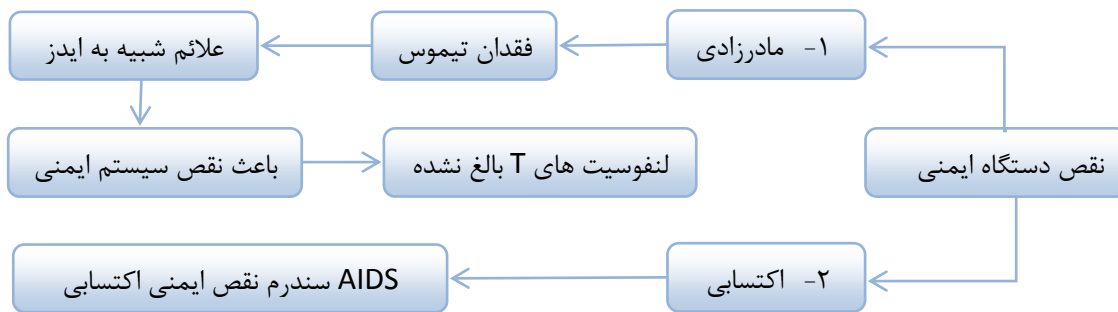 نقص دستگاه ایمنی
۱- مادرزادی
فقدان تیموس
علائم شبیه به ایدز
باعث نقص سیستم ایمنی
لنفوسیت های T بالغ نشده
۲- اکتسابی
AIDS سندرم نقص ایمنی اکتسابی